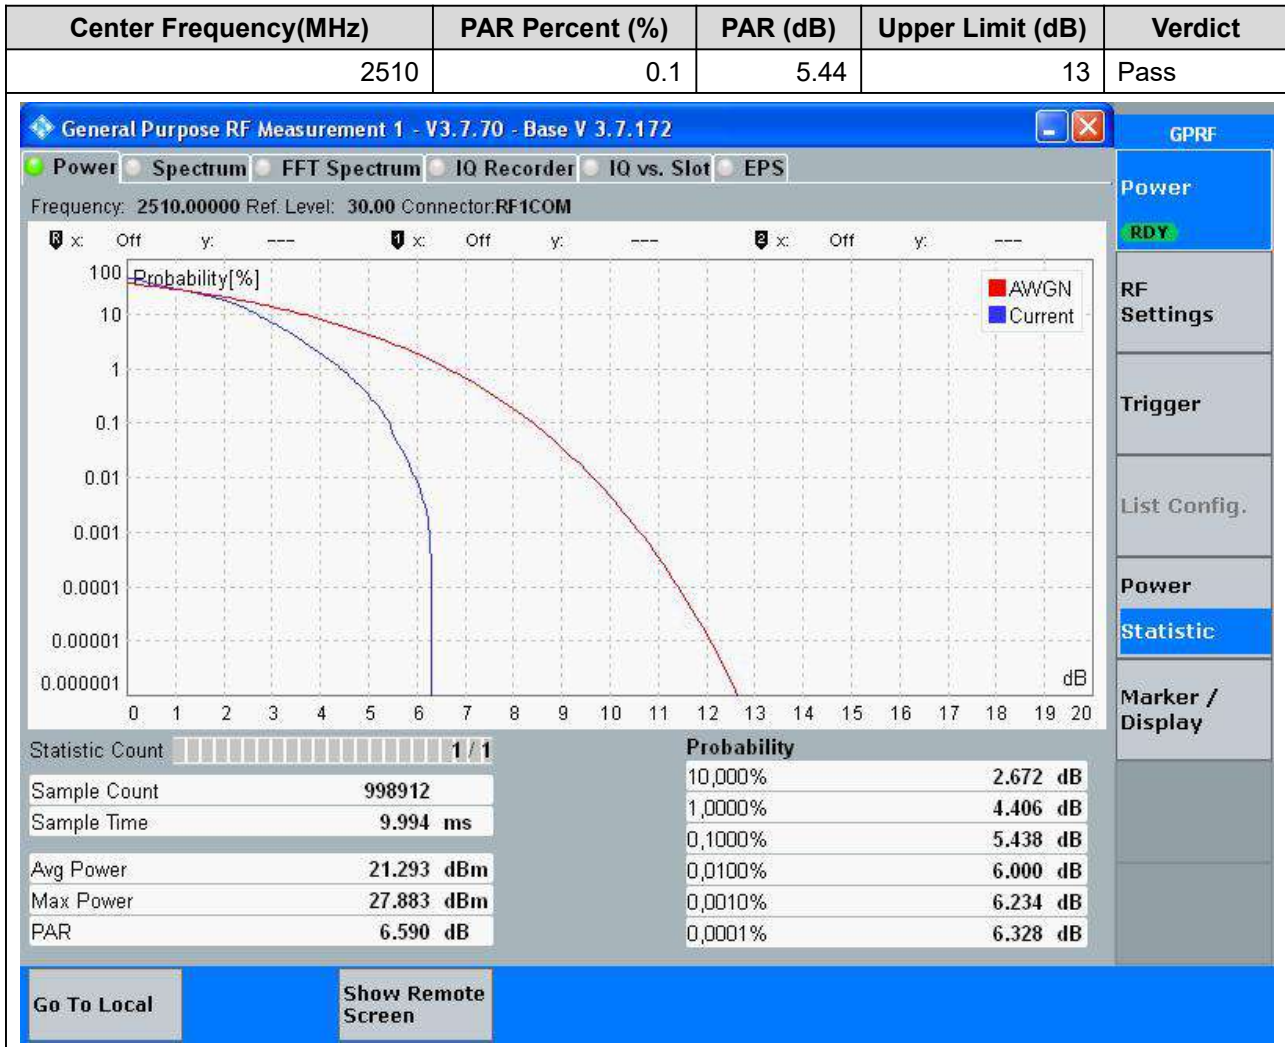 Center Frequency(MHz) PAR Percent (%) PAR (dB) Upper Limit (dB) Verdict
2510 0.1 5.44 13 Pass
General Purpose RF Measurement 1 - V3.7.70 - Base V 3.7.172
GPRF
Power Spectrum FFT Spectrum IQ Recorder IQ vs. Slot EPS
Frequency: 2510.00000 Ref. Level: 30.00 Connector:RF1COM
R x: Off y: --- 1 x: Off y: --- 2 x: Off y: ---
Probability[%]
AWGN
Current
100
10
1
0.1
0.01
0.001
0.0001
0.00001
0.000001
dB
0 1 2 3 4 5 6 7 8 9 10 11 12 13 14 15 16 17 18 19 20
Statistic Count 1 / 1
Sample Count 998912
Sample Time 9.994 ms
Avg Power 21.293 dBm
Max Power 27.883 dBm
PAR 6.590 dB
Probability
10,000% 2.672 dB
1,0000% 4.406 dB
0,1000% 5.438 dB
0,0100% 6.000 dB
0,0010% 6.234 dB
0,0001% 6.328 dB
Power
RDY
RF
Settings
Trigger
List Config.
Power
Statistic
Marker /
Display
Go To Local
Show Remote
Screen